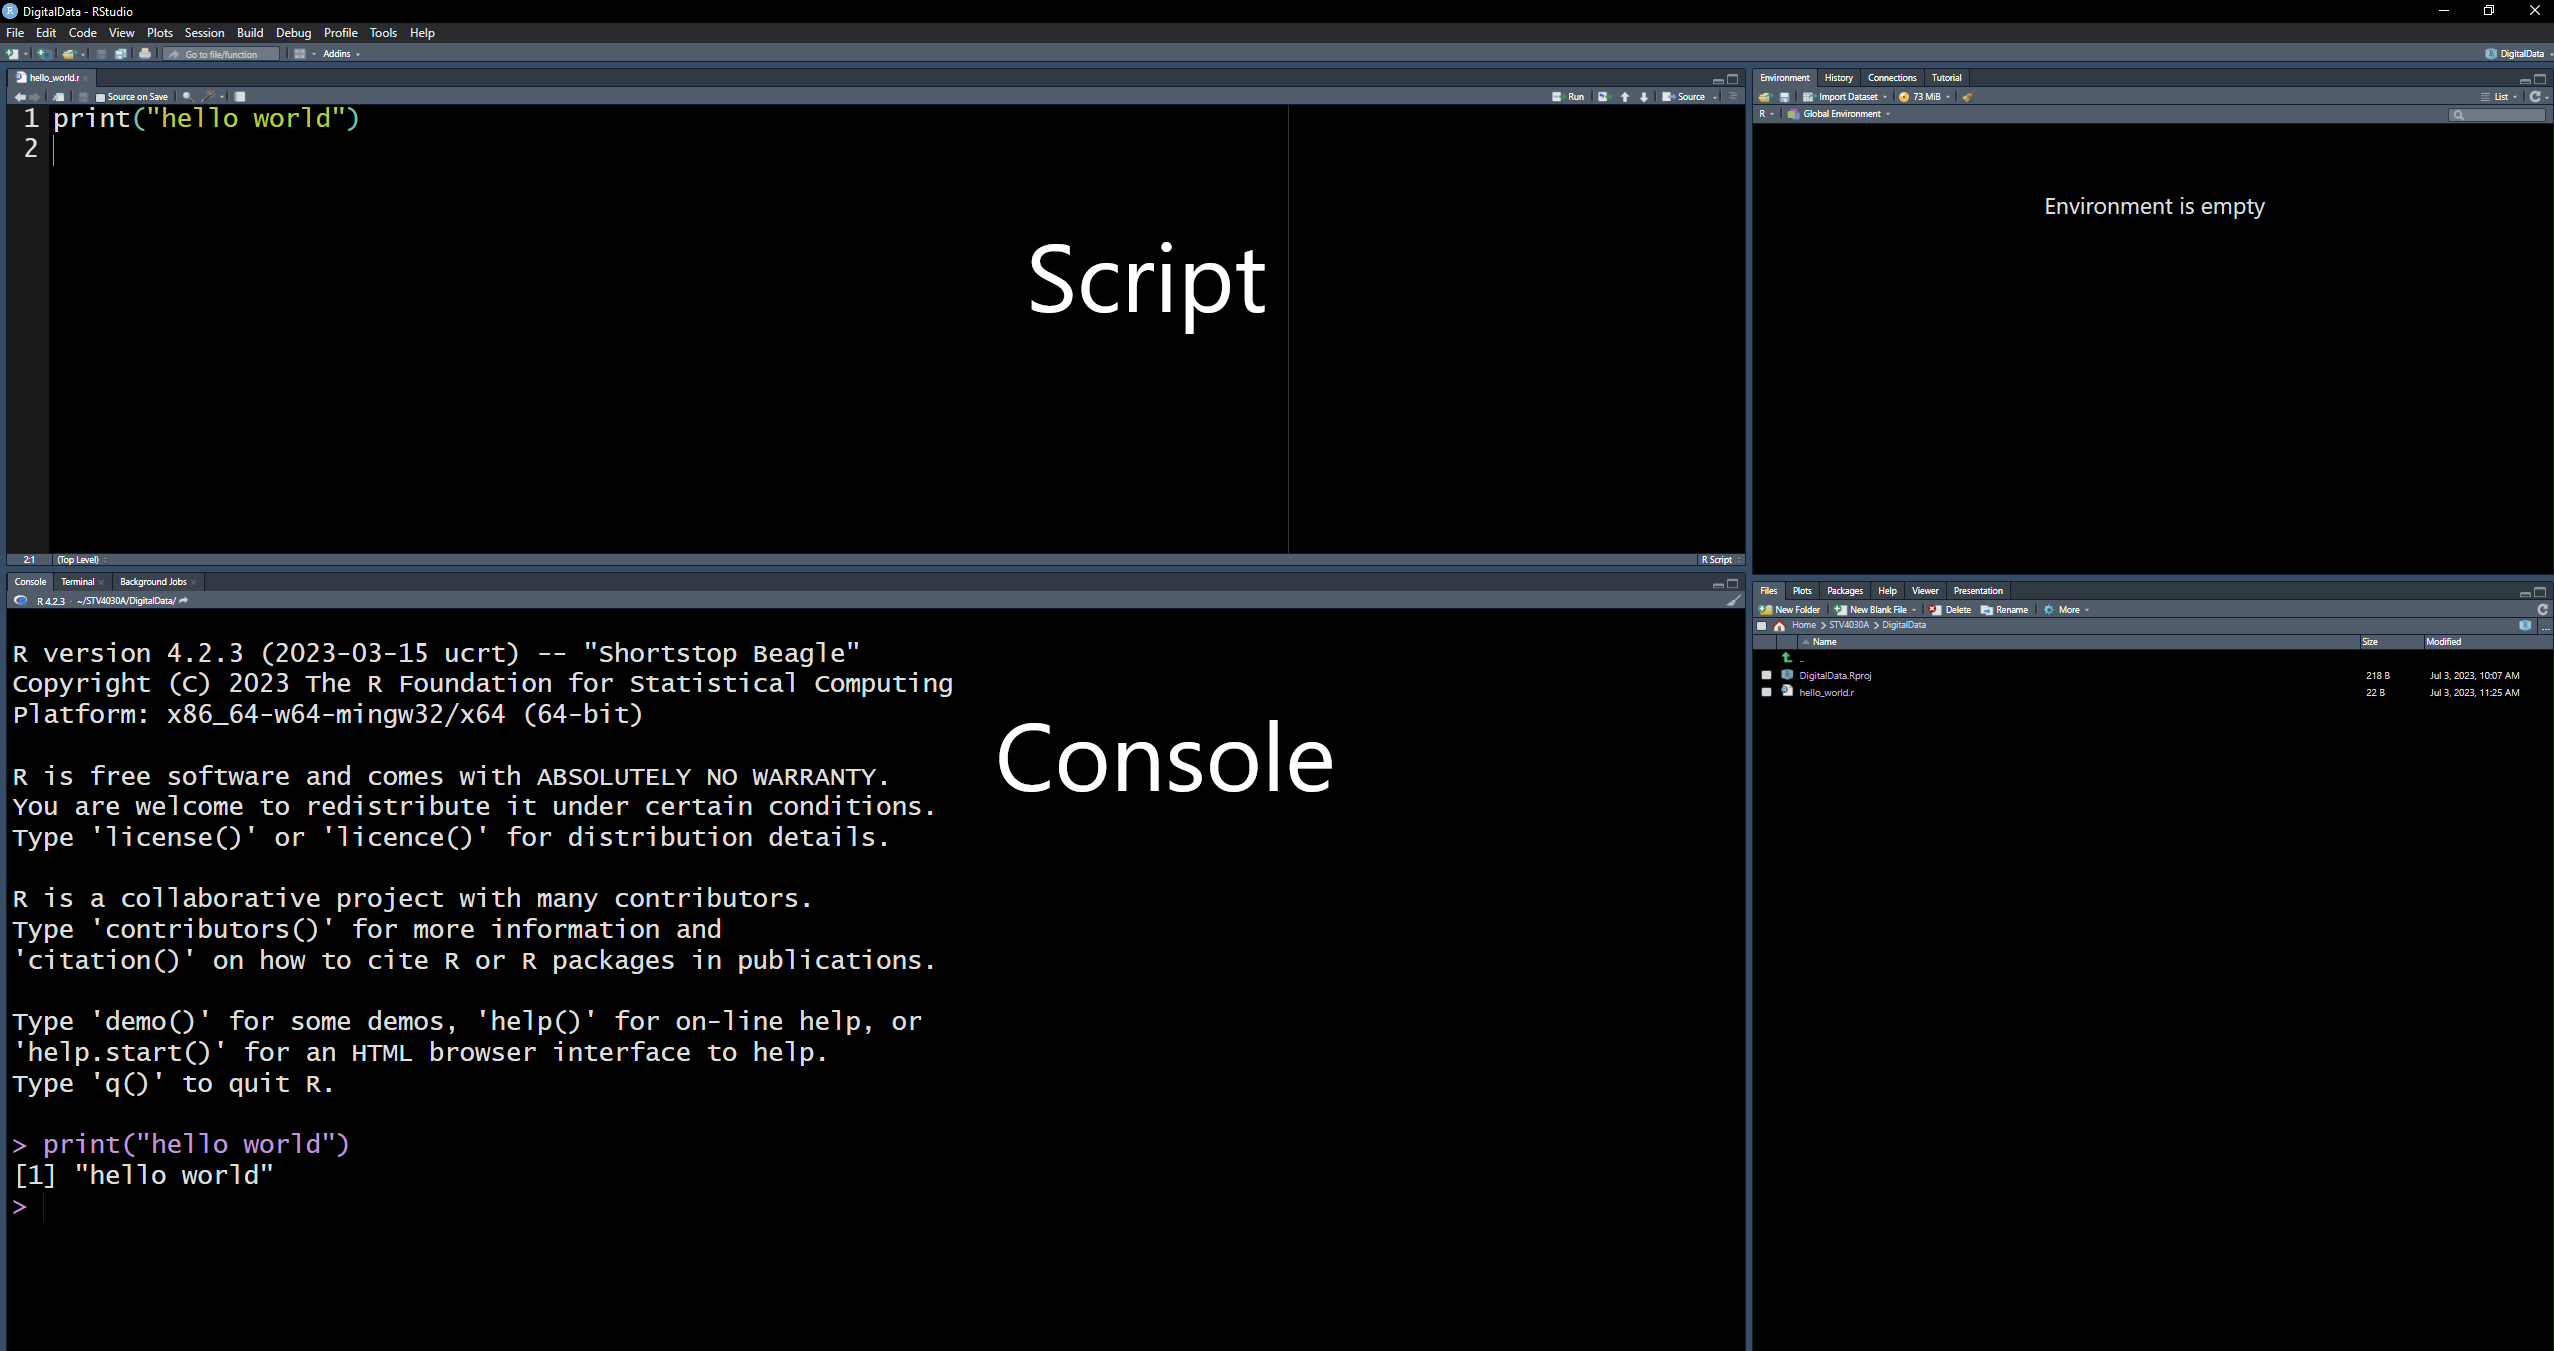 DigitalData - RStudio
File Edit Code View Plots Session Build Debug Profile Tools Help
Go to file/function Addins DigitalData
hello_world.r
Source on Save Run Source
1 print("hello world")
2
Script
2:1 (Top Level) R Script
Console Terminal Background Jobs
R 4.2.3 · ~/STV4030A/DigitalData/
R version 4.2.3 (2023-03-15 ucrt) -- "Shortstop Beagle"
Copyright (C) 2023 The R Foundation for Statistical Computing
Platform: x86_64-w64-mingw32/x64 (64-bit)
Console
R is free software and comes with ABSOLUTELY NO WARRANTY.
You are welcome to redistribute it under certain conditions.
Type 'license()' or 'licence()' for distribution details.
R is a collaborative project with many contributors.
Type 'contributors()' for more information and
'citation()' on how to cite R or R packages in publications.
Type 'demo()' for some demos, 'help()' for on-line help, or
'help.start()' for an HTML browser interface to help.
Type 'q()' to quit R.
> print("hello world")
[1] "hello world"
>
Environment History Connections Tutorial
Import Dataset 73 MiB List
R Global Environment
Environment is empty
Files Plots Packages Help Viewer Presentation
New Folder New Blank File Delete Rename More
Home > STV4030A > DigitalData
Name Size Modified
..
DigitalData.Rproj 218 B Jul 3, 2023, 10:07 AM
hello_world.r 22 B Jul 3, 2023, 11:25 AM